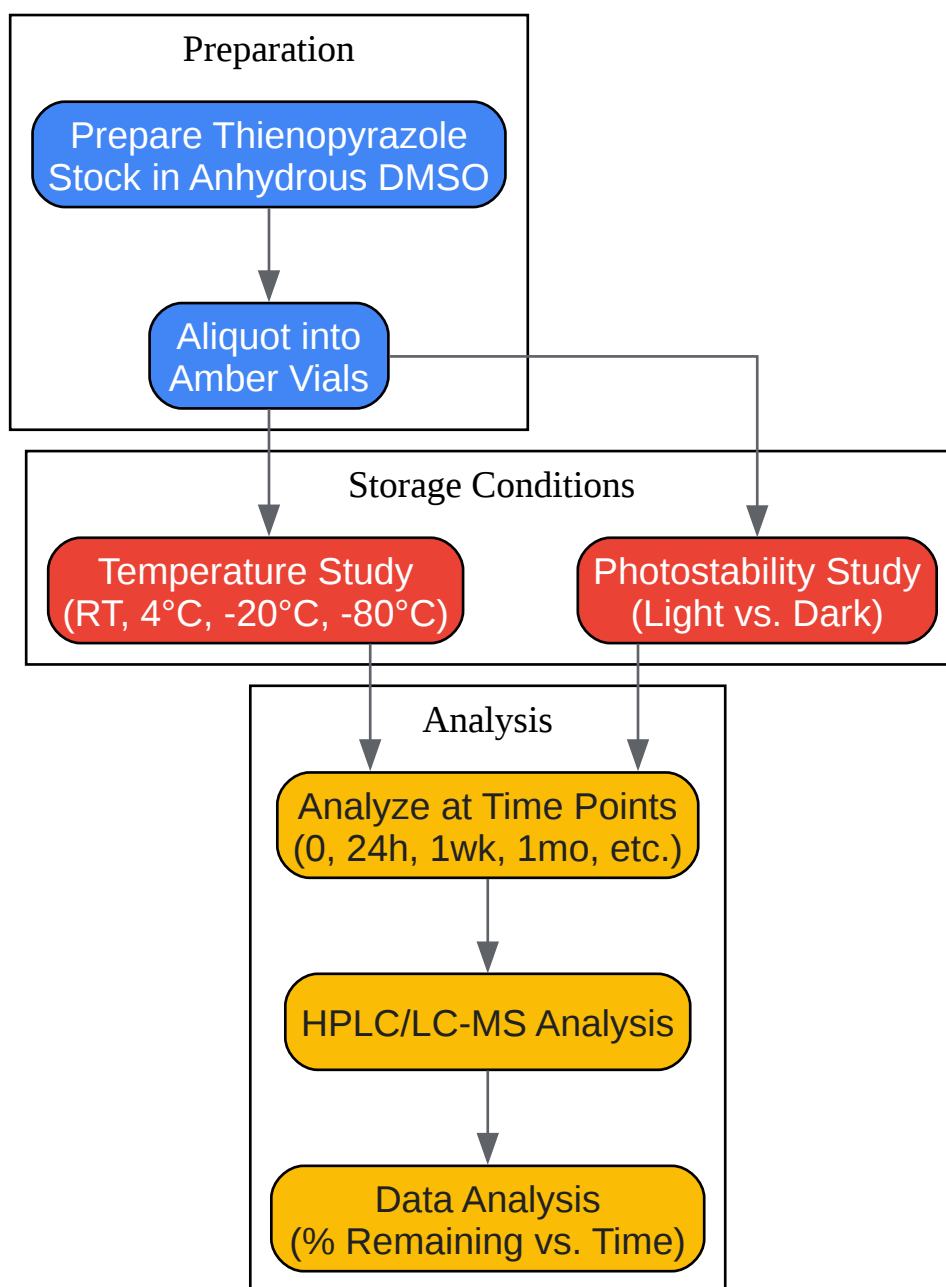 Preparation
Prepare Thienopyrazole
Stock in Anhydrous DMSO
Aliquot into
Amber Vials
Storage Conditions
Temperature Study
(RT, 4°C, -20°C, -80°C)
Photostability Study
(Light vs. Dark)
Analysis
Analyze at Time Points
(0, 24h, 1wk, 1mo, etc.)
HPLC/LC-MS Analysis
Data Analysis
(% Remaining vs. Time)